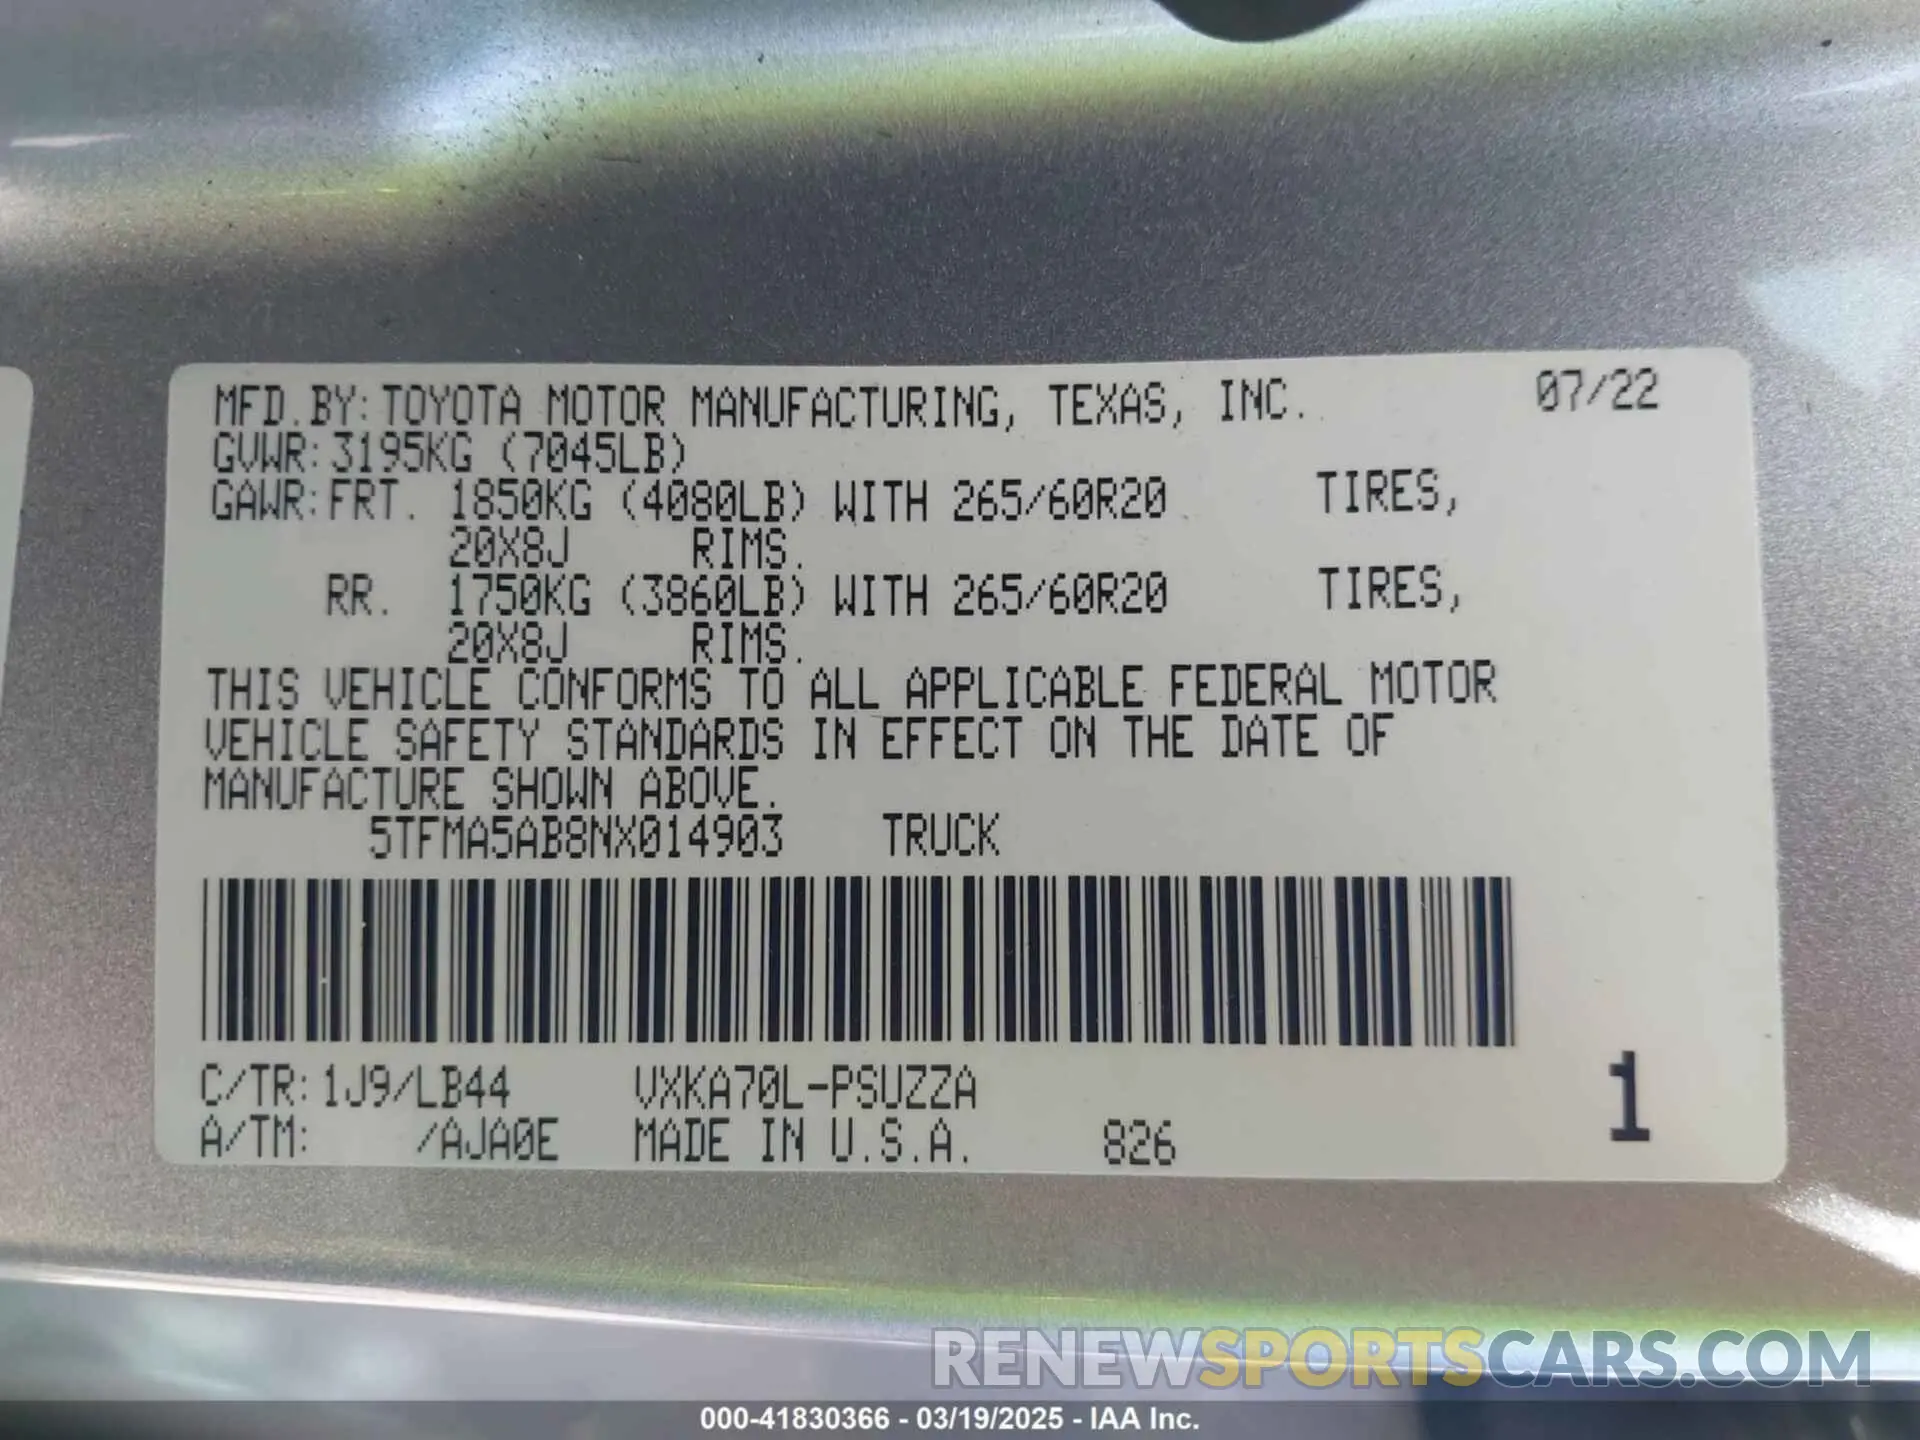 MFD.BY:TOYOTA MOTOR MANUFACTURING, TEXAS, INC. 07/22
GVWR:3195KG (7045LB)
GAWR:FRT. 1850KG (4080LB) WITH 265/60R20 TIRES,
20X8J RIMS.
RR. 1750KG (3860LB) WITH 265/60R20 TIRES,
20X8J RIMS.
THIS VEHICLE CONFORMS TO ALL APPLICABLE FEDERAL MOTOR
VEHICLE SAFETY STANDARDS IN EFFECT ON THE DATE OF
MANUFACTURE SHOWN ABOVE.
5TFMA5AB8NX014903 TRUCK
C/TR:1J9/LB44 VXKA70L-PSUZZA 1
A/TM: /AJA0E MADE IN U.S.A. 826
RENEWSPORTSCARS.COM
000-41830366 - 03/19/2025 - IAA Inc.